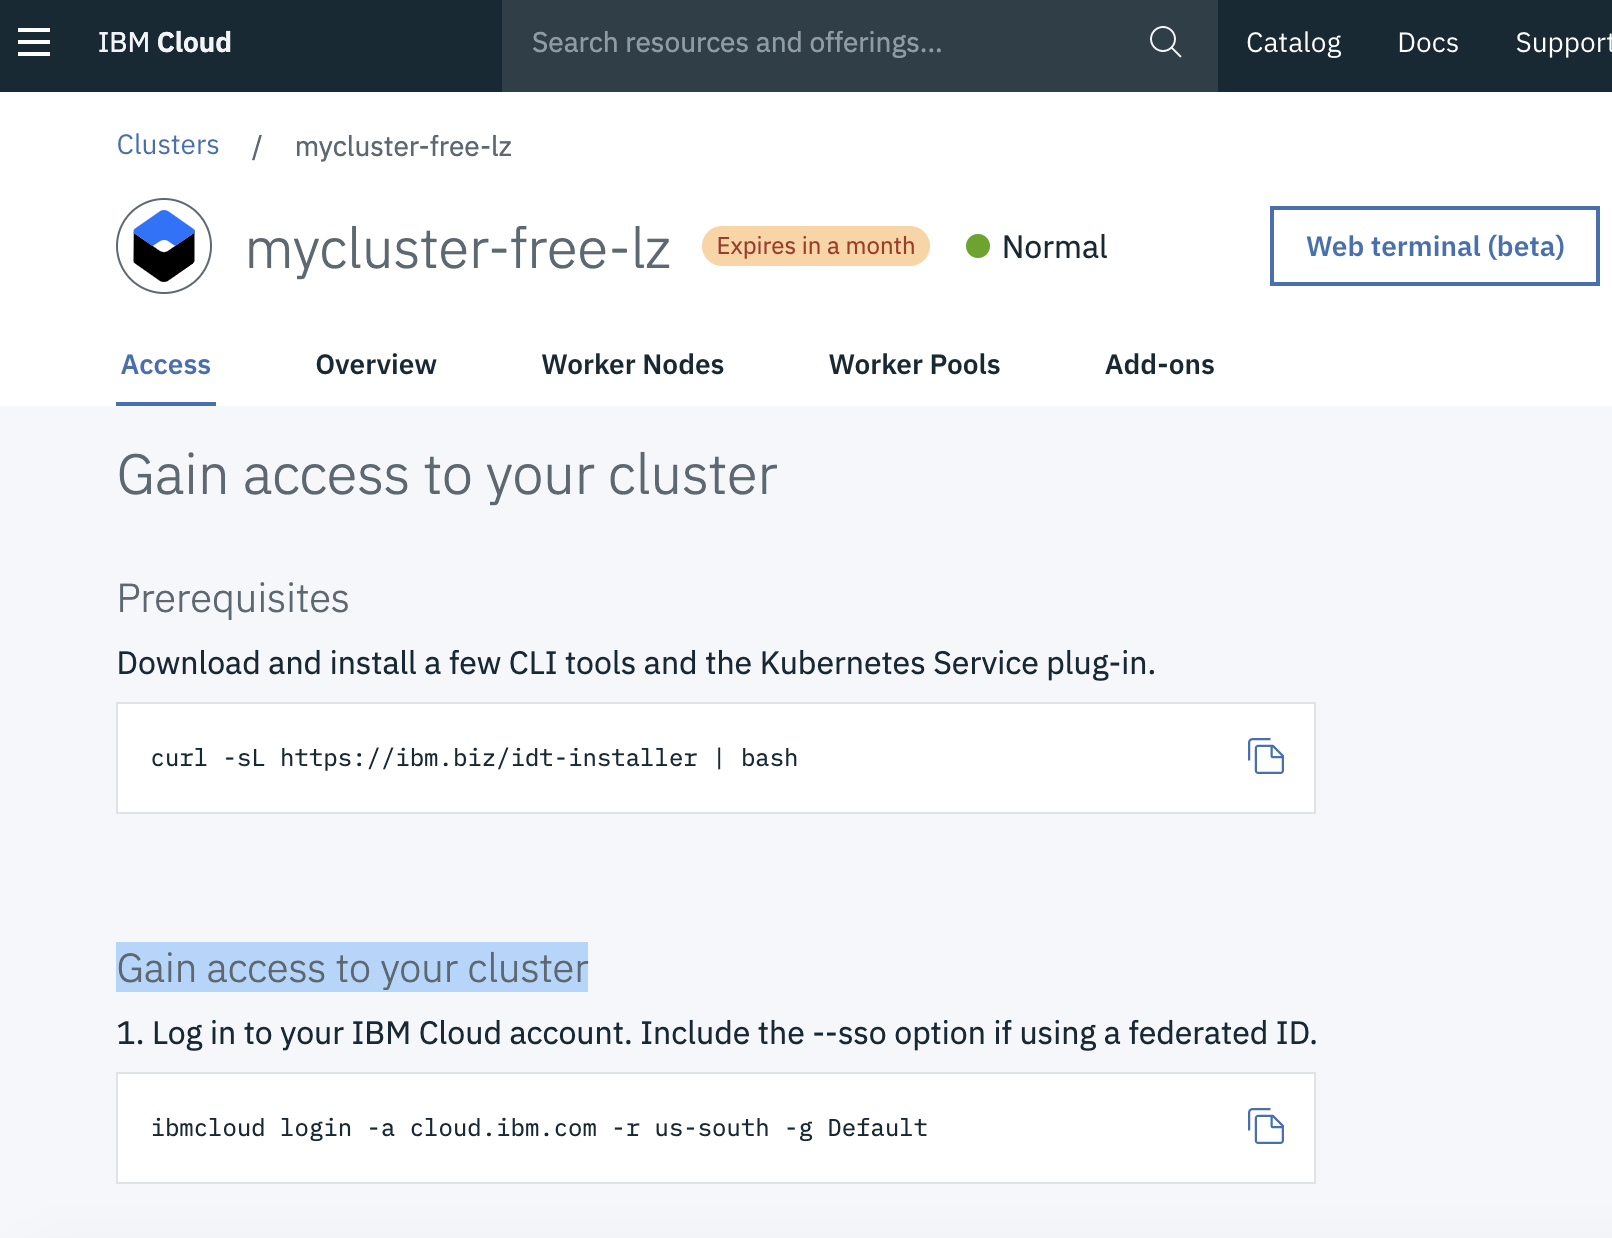 IBM Cloud
Search resources and offerings...
Catalog
Docs
Support
Clusters / mycluster-free-lz
mycluster-free-lz
Expires in a month
Normal
Web terminal (beta)
Access
Overview
Worker Nodes
Worker Pools
Add-ons
Gain access to your cluster
Prerequisites
Download and install a few CLI tools and the Kubernetes Service plug-in.
curl -sL https://ibm.biz/idt-installer | bash
Gain access to your cluster
1. Log in to your IBM Cloud account. Include the --sso option if using a federated ID.
ibmcloud login -a cloud.ibm.com -r us-south -g Default